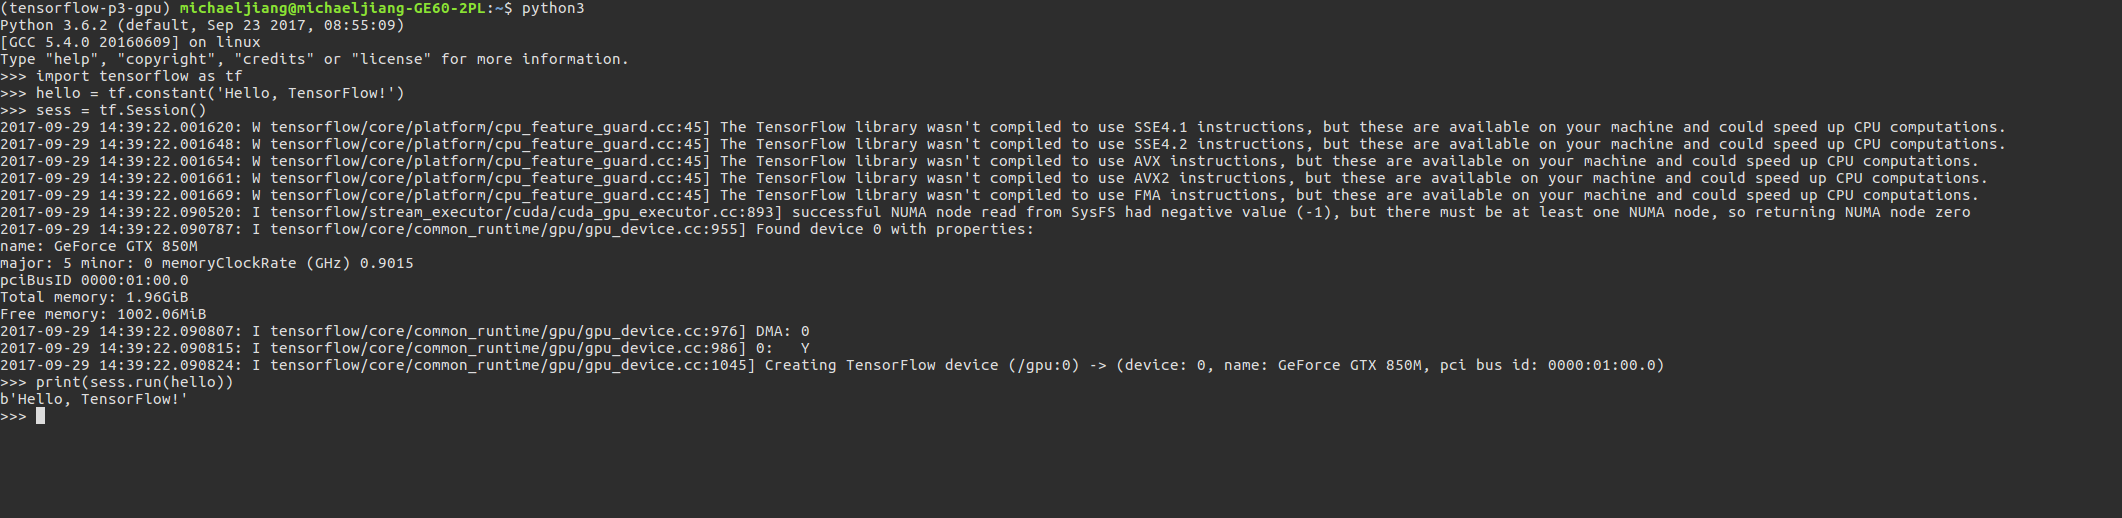 (tensorflow-p3-gpu) michaeljiang@michaeljiang-GE60-2PL:~$ python3
Python 3.6.2 (default, Sep 23 2017, 08:55:09)
[GCC 5.4.0 20160609] on linux
Type "help", "copyright", "credits" or "license" for more information.
>>> import tensorflow as tf
>>> hello = tf.constant('Hello, TensorFlow!')
>>> sess = tf.Session()
2017-09-29 14:39:22.001620: W tensorflow/core/platform/cpu_feature_guard.cc:45] The TensorFlow library wasn't compiled to use SSE4.1 instructions, but these are available on your machine and could speed up CPU computations.
2017-09-29 14:39:22.001648: W tensorflow/core/platform/cpu_feature_guard.cc:45] The TensorFlow library wasn't compiled to use SSE4.2 instructions, but these are available on your machine and could speed up CPU computations.
2017-09-29 14:39:22.001654: W tensorflow/core/platform/cpu_feature_guard.cc:45] The TensorFlow library wasn't compiled to use AVX instructions, but these are available on your machine and could speed up CPU computations.
2017-09-29 14:39:22.001661: W tensorflow/core/platform/cpu_feature_guard.cc:45] The TensorFlow library wasn't compiled to use AVX2 instructions, but these are available on your machine and could speed up CPU computations.
2017-09-29 14:39:22.001669: W tensorflow/core/platform/cpu_feature_guard.cc:45] The TensorFlow library wasn't compiled to use FMA instructions, but these are available on your machine and could speed up CPU computations.
2017-09-29 14:39:22.090520: I tensorflow/stream_executor/cuda/cuda_gpu_executor.cc:893] successful NUMA node read from SysFS had negative value (-1), but there must be at least one NUMA node, so returning NUMA node zero
2017-09-29 14:39:22.090787: I tensorflow/core/common_runtime/gpu/gpu_device.cc:955] Found device 0 with properties:
name: GeForce GTX 850M
major: 5 minor: 0 memoryClockRate (GHz) 0.9015
pciBusID 0000:01:00.0
Total memory: 1.96GiB
Free memory: 1002.06MiB
2017-09-29 14:39:22.090807: I tensorflow/core/common_runtime/gpu/gpu_device.cc:976] DMA: 0
2017-09-29 14:39:22.090815: I tensorflow/core/common_runtime/gpu/gpu_device.cc:986] 0:   Y
2017-09-29 14:39:22.090824: I tensorflow/core/common_runtime/gpu/gpu_device.cc:1045] Creating TensorFlow device (/gpu:0) -> (device: 0, name: GeForce GTX 850M, pci bus id: 0000:01:00.0)
>>> print(sess.run(hello))
b'Hello, TensorFlow!'
>>>